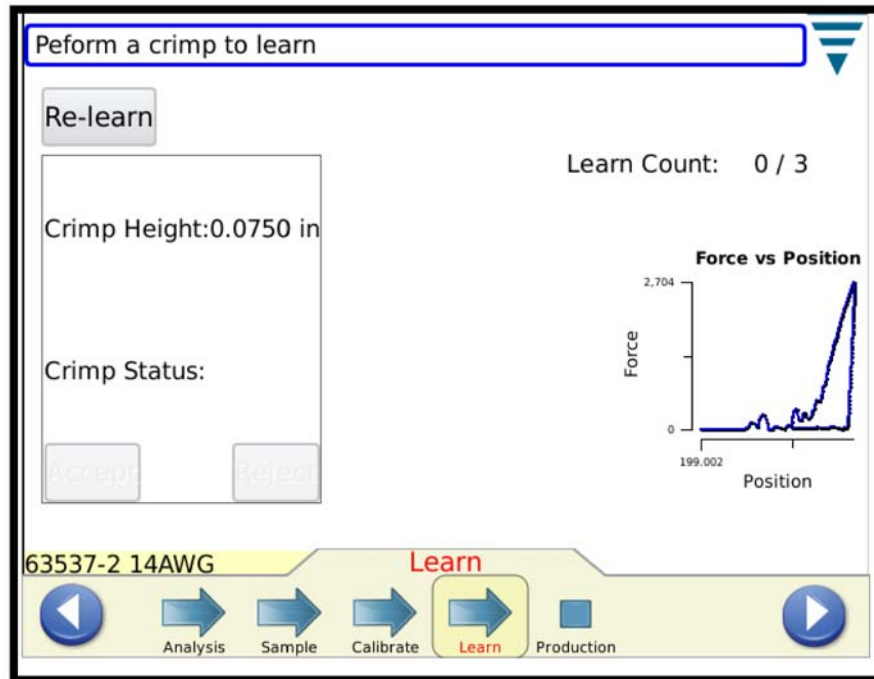 Peform a crimp to learn
Re-learn
Learn Count: 0 / 3
Crimp Height:0.0750 in
Force vs Position
2,704
Force
0
199.002
Position
Crimp Status:
Accept
Reject
63537-2 14AWG
Learn
Analysis
Sample
Calibrate
Learn
Production